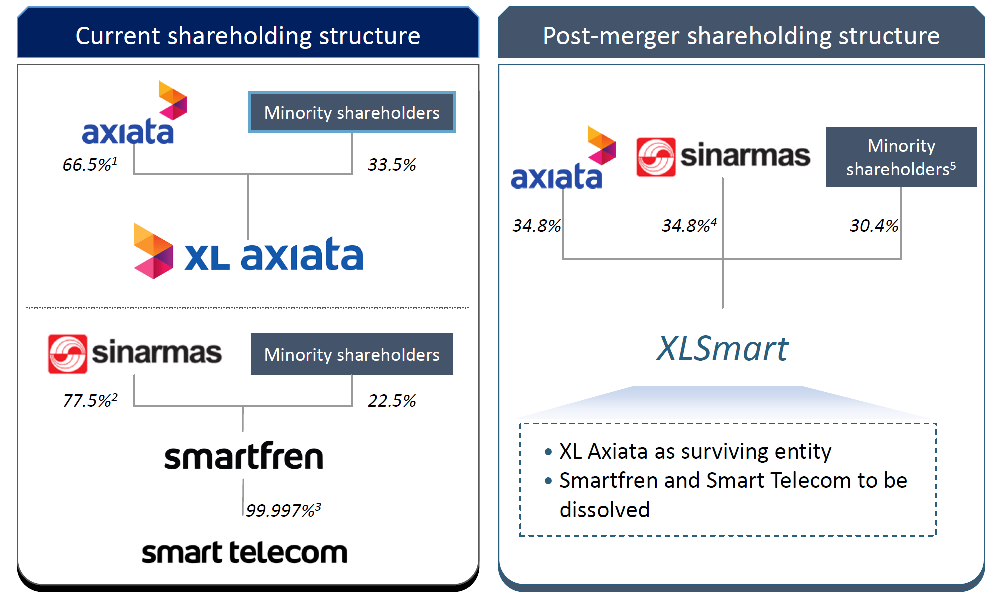 Current shareholding structure
axiata
Minority shareholders
66.5%1
33.5%
XL axiata
sinarmas
Minority shareholders
77.5%2
22.5%
smartfren
99.997%3
smart telecom
Post-merger shareholding structure
axiata
sinarmas
Minority
shareholders5
34.8%
34.8%4
30.4%
XLSmart
• XL Axiata as surviving entity
• Smartfren and Smart Telecom to be
dissolved